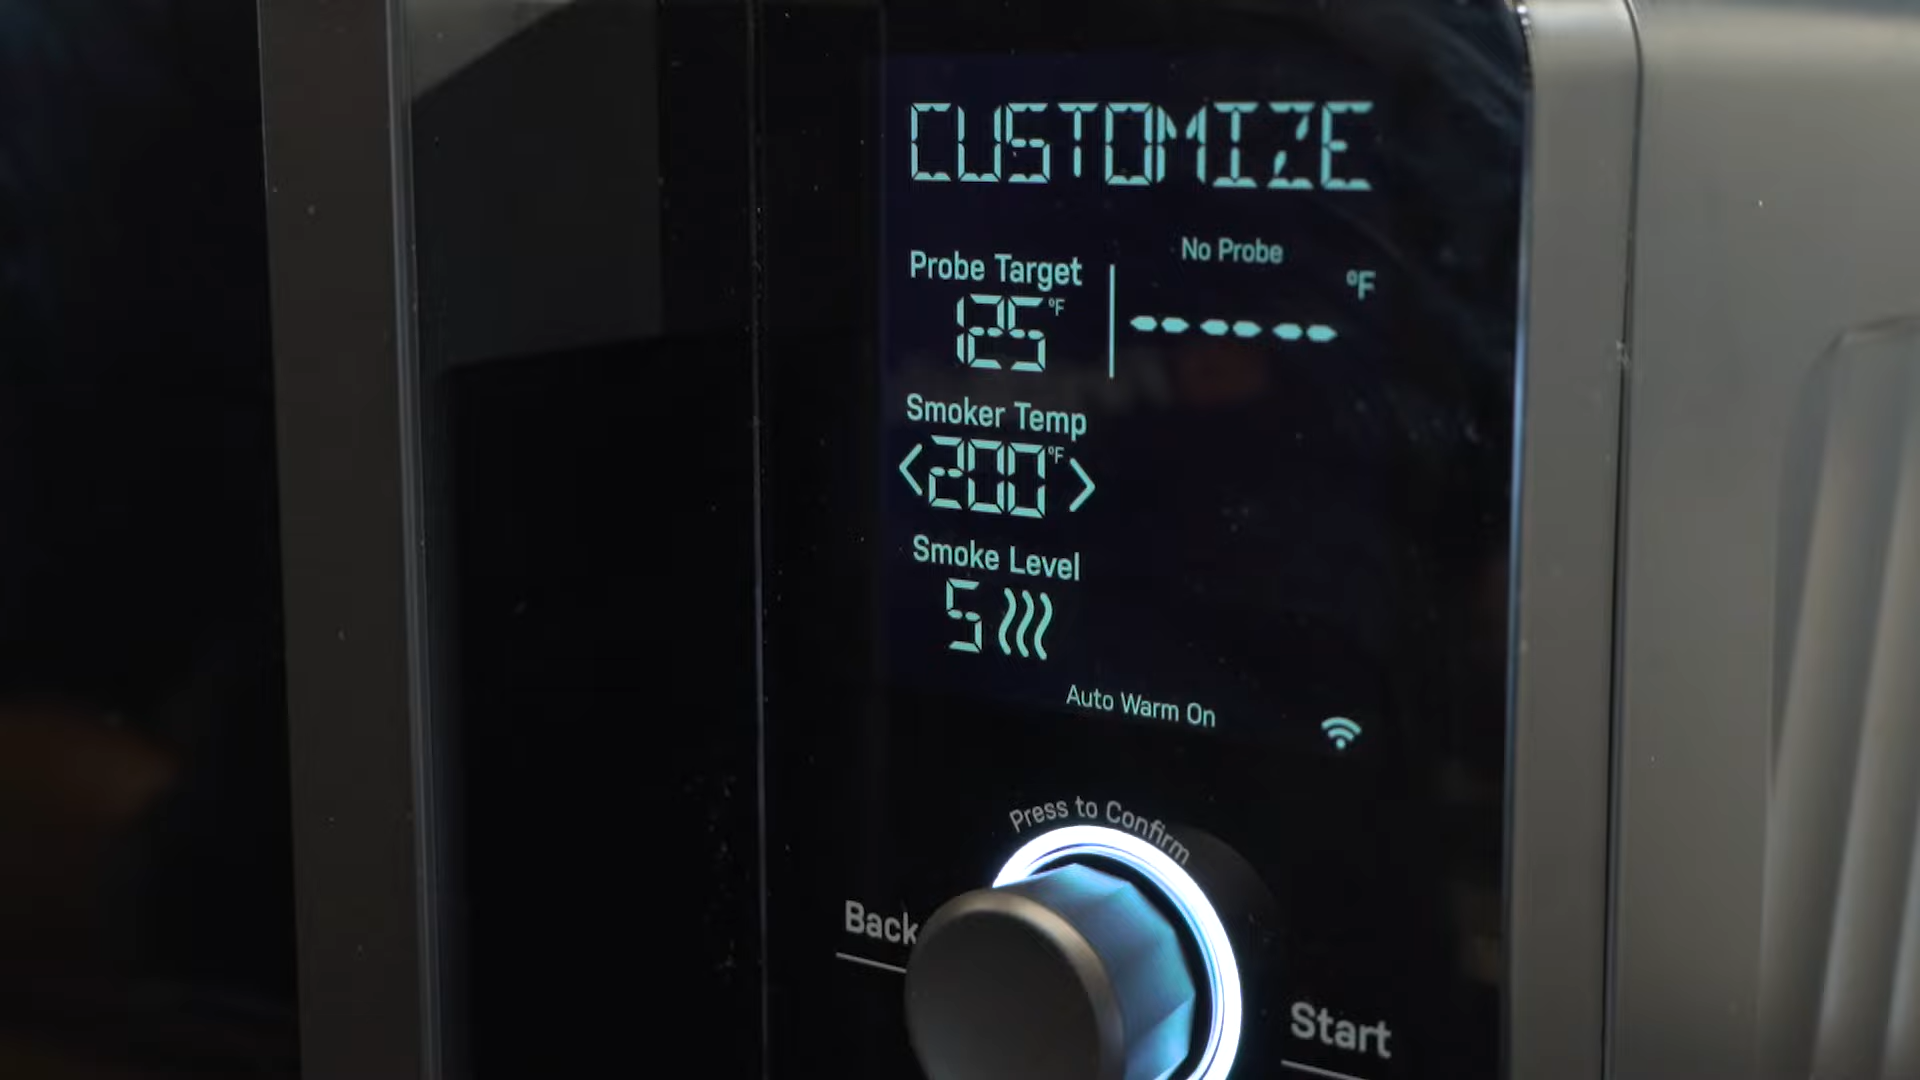 CUSTOMIZE
Probe Target
125°F
No Probe
°F
------
Smoker Temp
<200°F>
Smoke Level
5
Auto Warm On
Press to Confirm
Back
Start